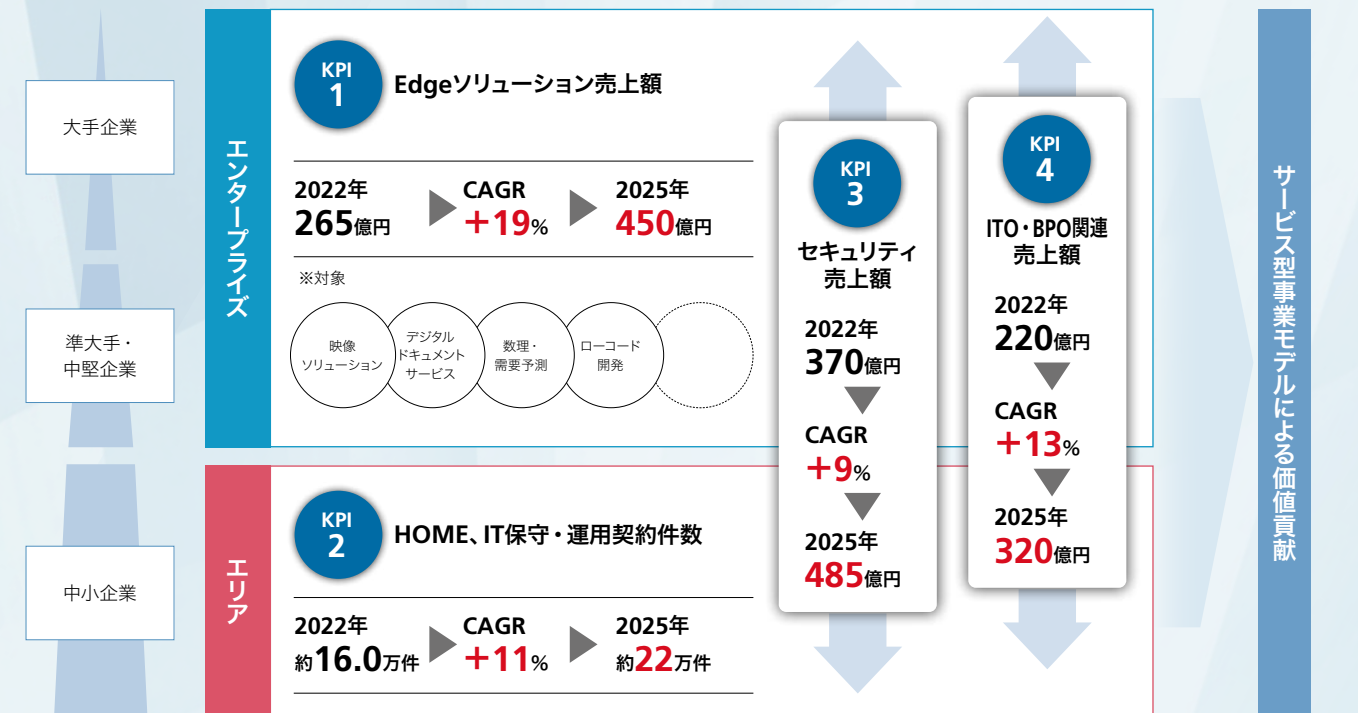 大手企業
準大手・
中堅企業
中小企業
エンタープライズ
KPI
1
Edgeソリューション売上額
2022年
265億円
CAGR
+19%
2025年
450億円
※対象
映像
ソリューション
デジタル
ドキュメント
サービス
数理・
需要予測
ローコード
開発
エリア
KPI
2
HOME、IT保守・運用契約件数
2022年
約16.0万件
CAGR
+11%
2025年
約22万件
KPI
3
セキュリティ
売上額
2022年
370億円
CAGR
+9%
2025年
485億円
KPI
4
ITO・BPO関連
売上額
2022年
220億円
CAGR
+13%
2025年
320億円
サービス型事業モデルによる価値貢献